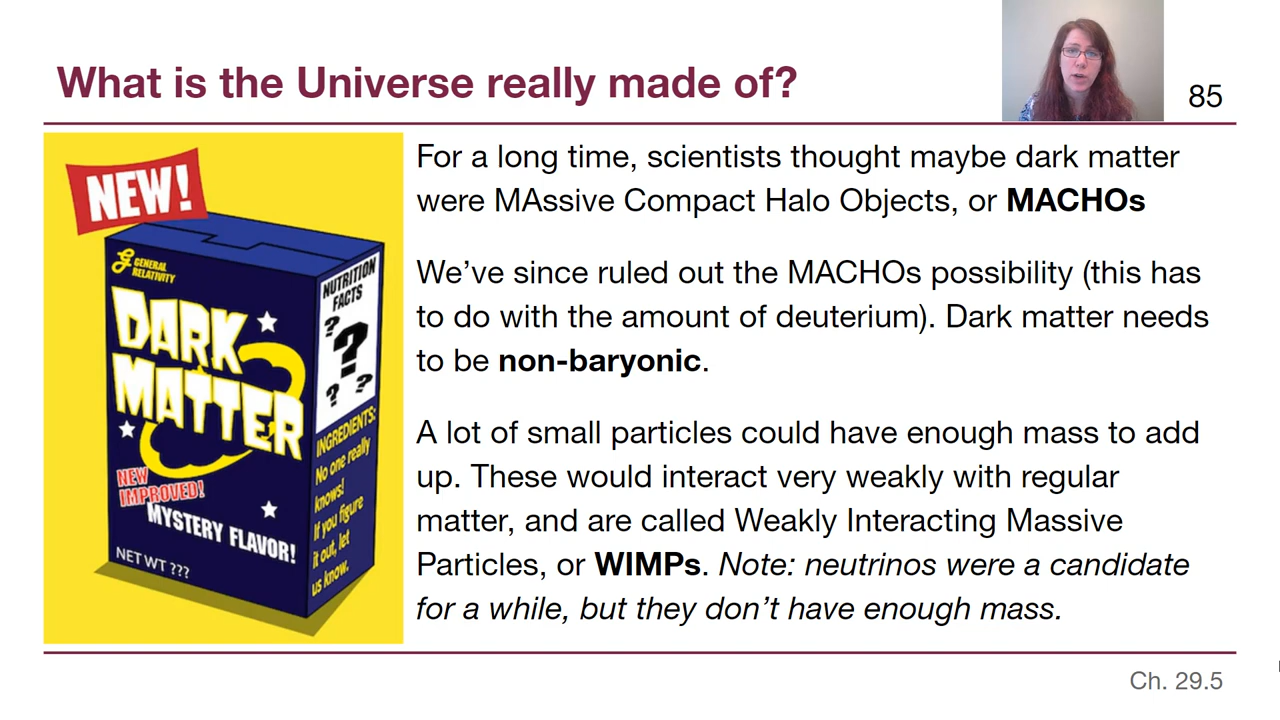 What is the Universe really made of?
85
NEW!
GENERAL
RELATIVITY
DARK
MATTER
NEW
IMPROVED!
MYSTERY FLAVOR!
NET WT ???
NUTRITION
FACTS
?
?
? ?
INGREDIENTS:
No one really
knows!
If you figure
it out, let
us know.
For a long time, scientists thought maybe dark matter
were MAssive Compact Halo Objects, or MACHOs
We've since ruled out the MACHOs possibility (this has
to do with the amount of deuterium). Dark matter needs
to be non-baryonic.
A lot of small particles could have enough mass to add
up. These would interact very weakly with regular
matter, and are called Weakly Interacting Massive
Particles, or WIMPs. Note: neutrinos were a candidate
for a while, but they don't have enough mass.
Ch. 29.5